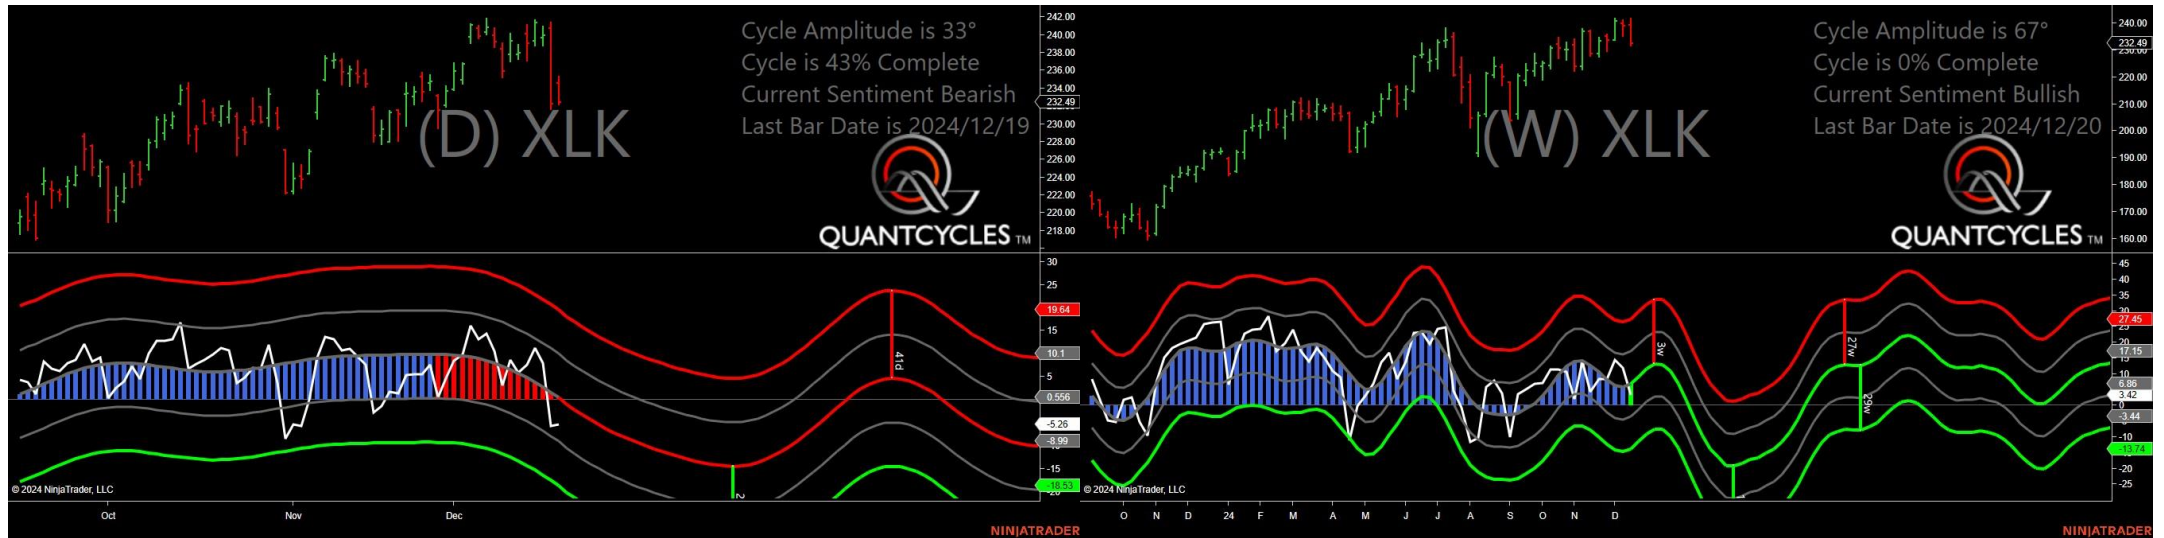 Cycle Amplitude is 33°
Cycle is 43% Complete
Current Sentiment Bearish
Last Bar Date is 2024/12/19
(D) XLK
QUANTCYCLES TM
242.00
240.00
238.00
236.00
234.00
232.49
230.00
228.00
226.00
224.00
222.00
220.00
218.00
30
25
19.64
15
10.1
5
0.556
-5.26
-8.99
-15
-18.53
41d
2
© 2024 NinjaTrader, LLC
Oct Nov Dec
NINJATRADER
Cycle Amplitude is 67°
Cycle is 0% Complete
Current Sentiment Bullish
Last Bar Date is 2024/12/20
(W) XLK
QUANTCYCLES TM
240.00
232.49
230.00
220.00
210.00
200.00
190.00
180.00
170.00
160.00
45
40
35
30
27.45
20
17.15
10
6.86
3.42
0
-3.44
-10
-13.74
-20
-25
3w
27w
29w
© 2024 NinjaTrader, LLC
O N D 24 F M A M J J A S O N D
NINJATRADER